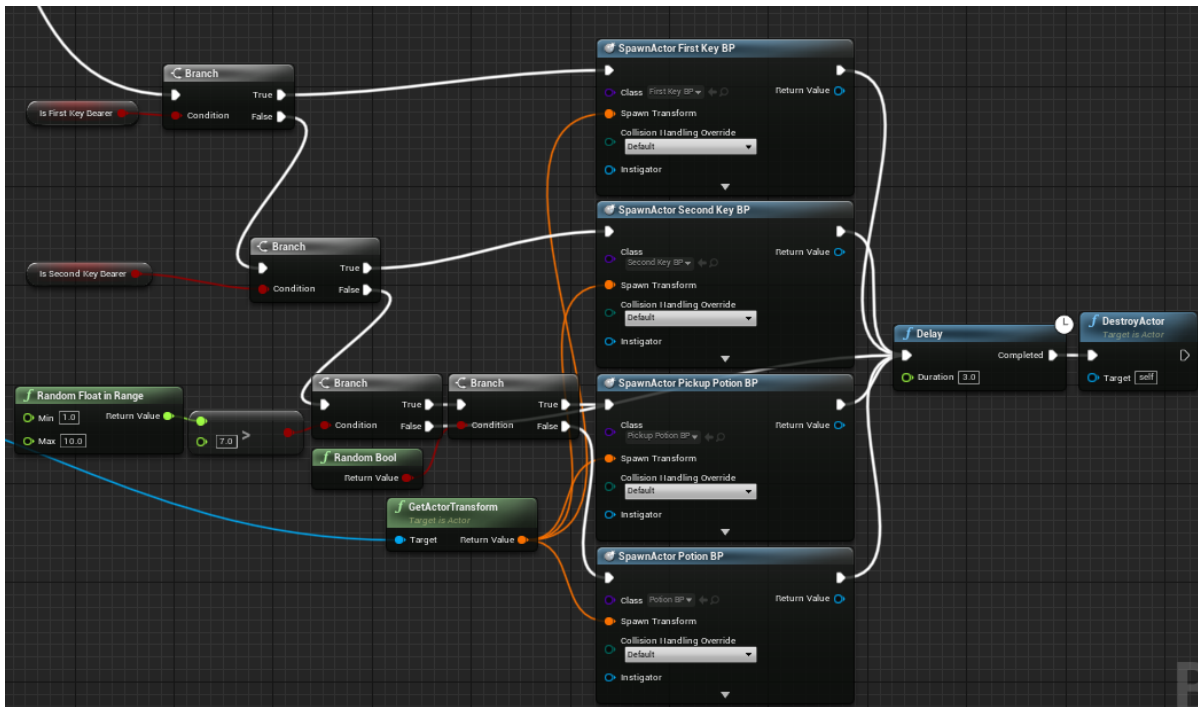 Branch
True
Condition
False
Is First Key Bearer
SpawnActor First Key BP
Class First Key BP
Return Value
Spawn Transform
Collision Handling Override
Default
Instigator
Branch
True
Condition
False
Is Second Key Bearer
SpawnActor Second Key BP
Class
Return Value
Second Key BP
Spawn Transform
Collision Handling Override
Default
Instigator
Random Float in Range
Min 1.0
Return Value
Max 10.0
7.0 >
Branch
True
Condition
False
Branch
True
Condition
False
Random Bool
Return Value
GetActorTransform
Target is Actor
Target
Return Value
SpawnActor Pickup Potion BP
Class
Return Value
Pickup Potion BP
Spawn Transform
Collision Handling Override
Default
Instigator
SpawnActor Potion BP
Class Potion BP
Return Value
Spawn Transform
Collision Handling Override
Default
Instigator
Delay
Completed
Duration 3.0
DestroyActor
Target is Actor
Target self